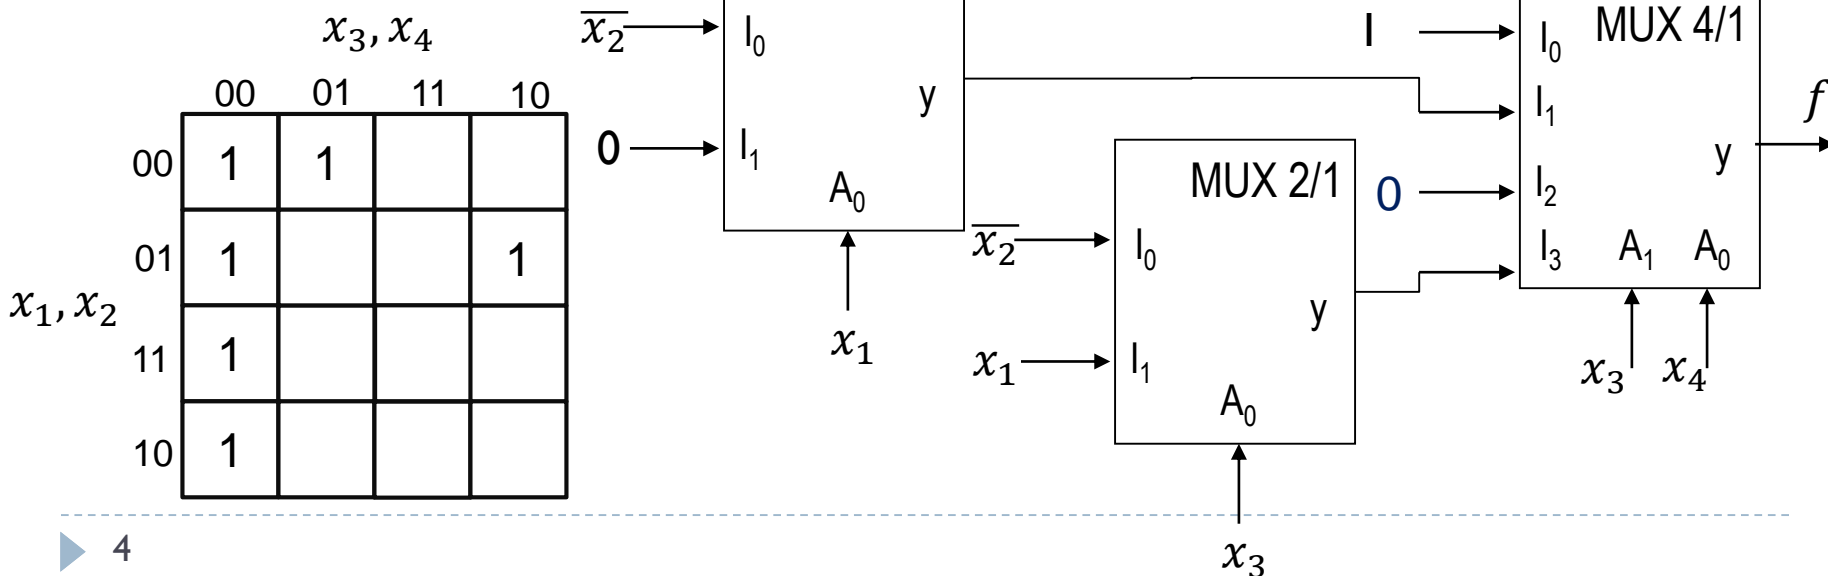 x₃, x₄
00 01 11 10
00 1 1
01 1 1
x₁, x₂
11 1
10 1
x̅₂ I₀
0 I₁
y
A₀
x₁
MUX 2/1
x̅₂ I₀
x₁ I₁
y
A₀
x₃
MUX 4/1
I I₀
I₁
0 I₂
I₃ A₁ A₀
y
f
x₃ x₄
4